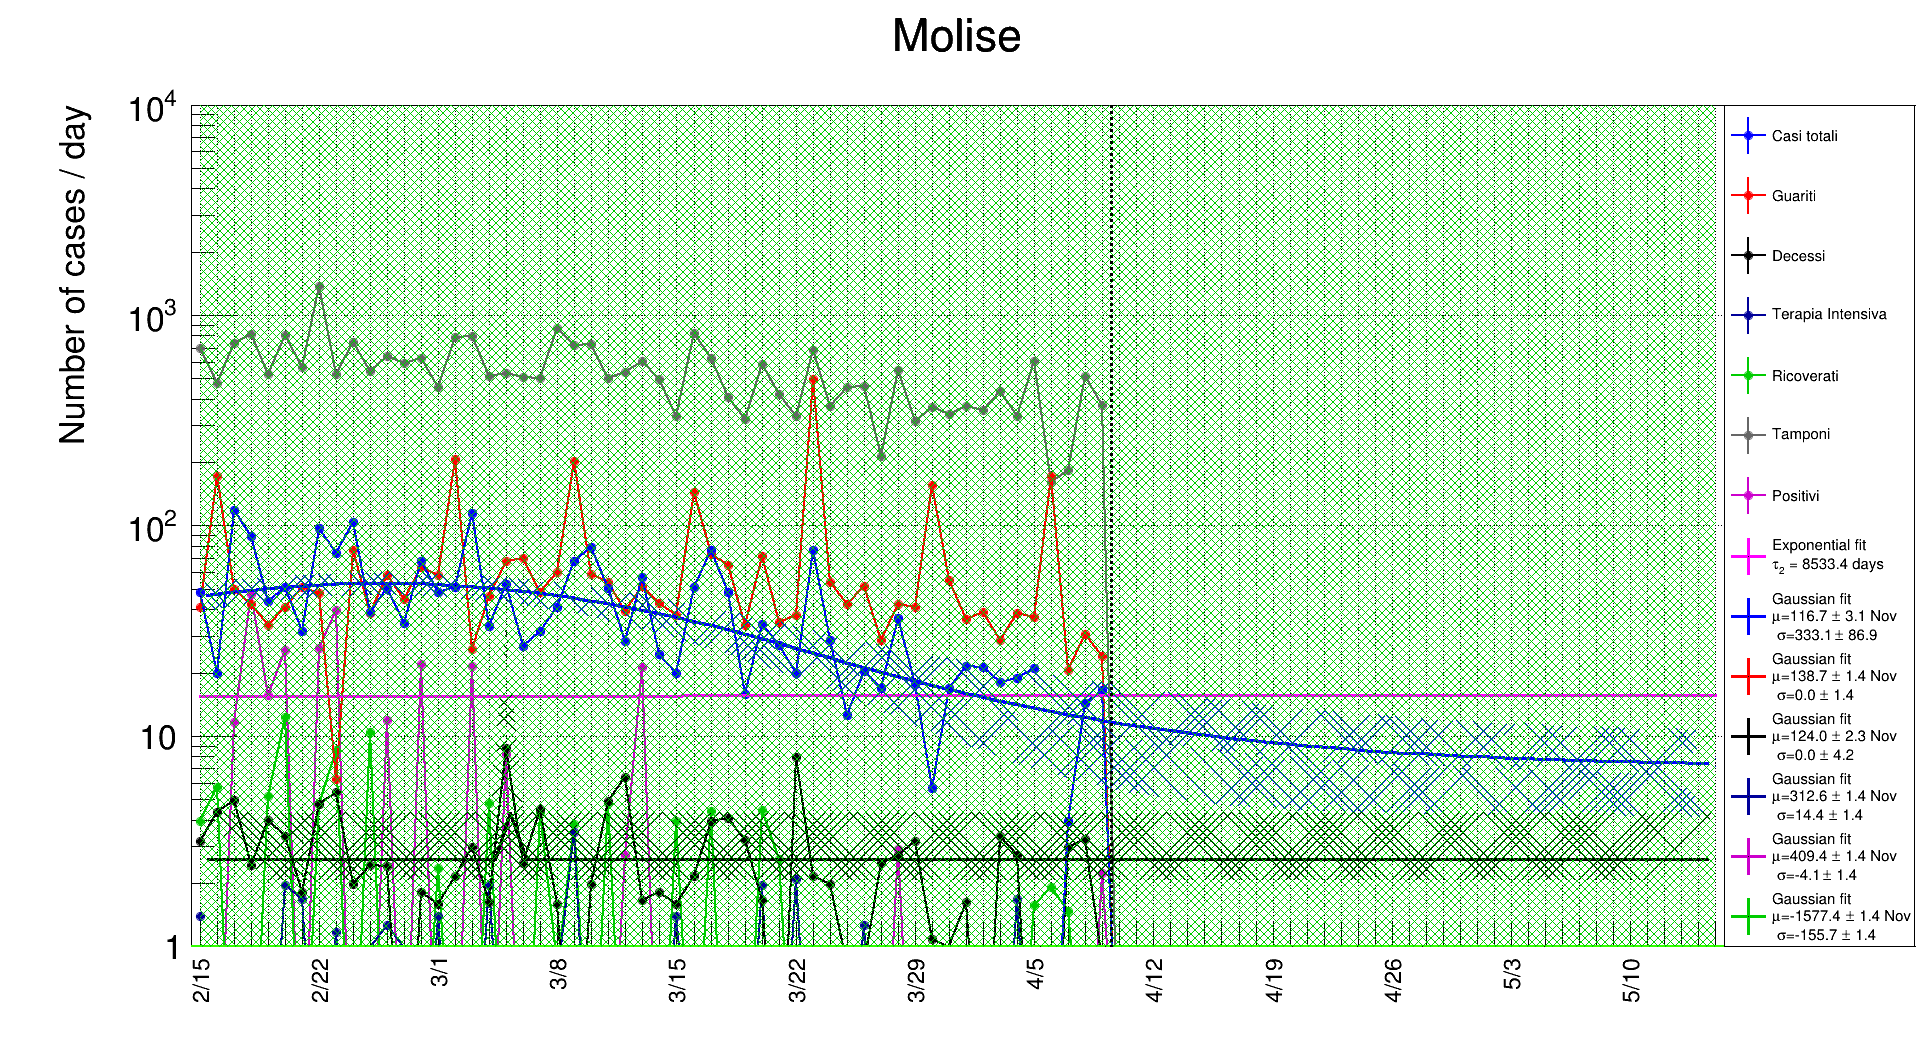 Molise
Number of cases / day
10⁴
10³
10²
10
1
2/15
2/22
3/1
3/8
3/15
3/22
3/29
4/5
4/12
4/19
4/26
5/3
5/10
Casi totali
Guariti
Decessi
Terapia Intensiva
Ricoverati
Tamponi
Positivi
Exponential fit
τ₂ = 8533.4 days
Gaussian fit
μ=116.7 ± 3.1 Nov
σ=333.1 ± 86.9
Gaussian fit
μ=138.7 ± 1.4 Nov
σ=0.0 ± 1.4
Gaussian fit
μ=124.0 ± 2.3 Nov
σ=0.0 ± 4.2
Gaussian fit
μ=312.6 ± 1.4 Nov
σ=14.4 ± 1.4
Gaussian fit
μ=409.4 ± 1.4 Nov
σ=-4.1 ± 1.4
Gaussian fit
μ=-1577.4 ± 1.4 Nov
σ=-155.7 ± 1.4